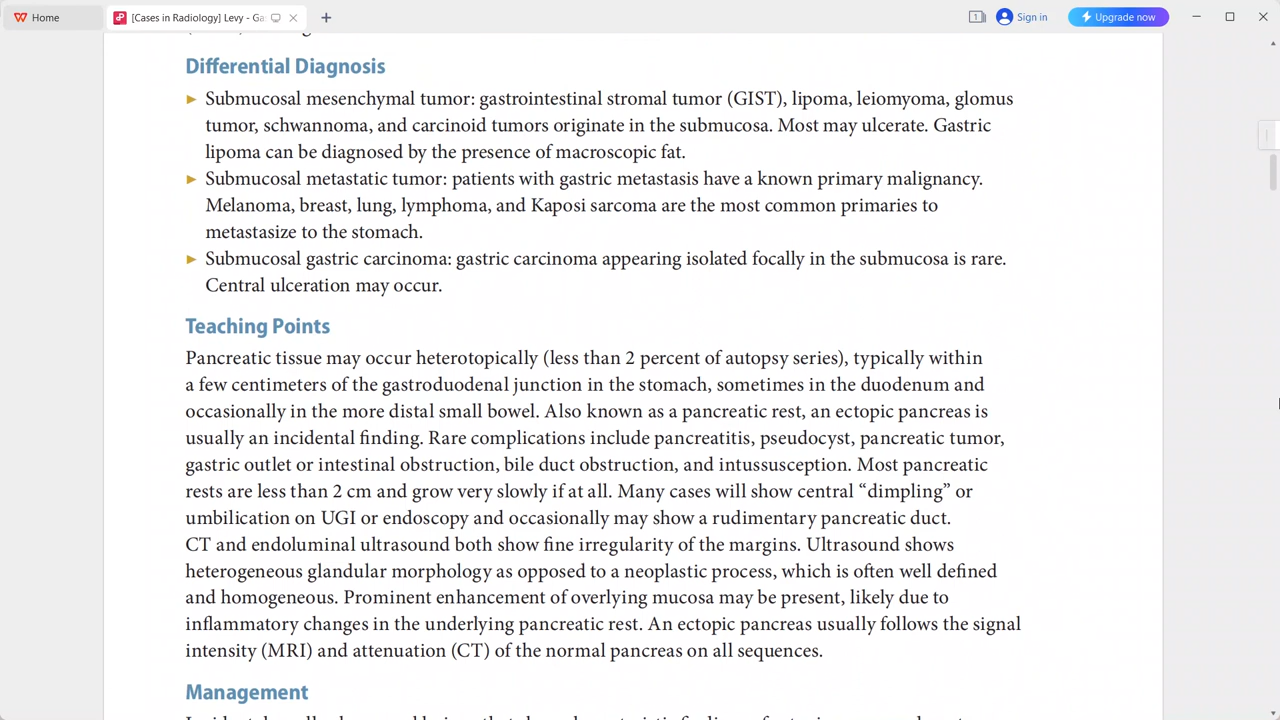 Home
[Cases in Radiology] Levy - Ga
1
Sign in
Upgrade now
Differential Diagnosis
► Submucosal mesenchymal tumor: gastrointestinal stromal tumor (GIST), lipoma, leiomyoma, glomus
tumor, schwannoma, and carcinoid tumors originate in the submucosa. Most may ulcerate. Gastric
lipoma can be diagnosed by the presence of macroscopic fat.
► Submucosal metastatic tumor: patients with gastric metastasis have a known primary malignancy.
Melanoma, breast, lung, lymphoma, and Kaposi sarcoma are the most common primaries to
metastasize to the stomach.
► Submucosal gastric carcinoma: gastric carcinoma appearing isolated focally in the submucosa is rare.
Central ulceration may occur.
Teaching Points
Pancreatic tissue may occur heterotopically (less than 2 percent of autopsy series), typically within
a few centimeters of the gastroduodenal junction in the stomach, sometimes in the duodenum and
occasionally in the more distal small bowel. Also known as a pancreatic rest, an ectopic pancreas is
usually an incidental finding. Rare complications include pancreatitis, pseudocyst, pancreatic tumor,
gastric outlet or intestinal obstruction, bile duct obstruction, and intussusception. Most pancreatic
rests are less than 2 cm and grow very slowly if at all. Many cases will show central “dimpling” or
umbilication on UGI or endoscopy and occasionally may show a rudimentary pancreatic duct.
CT and endoluminal ultrasound both show fine irregularity of the margins. Ultrasound shows
heterogeneous glandular morphology as opposed to a neoplastic process, which is often well defined
and homogeneous. Prominent enhancement of overlying mucosa may be present, likely due to
inflammatory changes in the underlying pancreatic rest. An ectopic pancreas usually follows the signal
intensity (MRI) and attenuation (CT) of the normal pancreas on all sequences.
Management